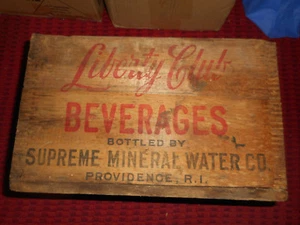 Liberty Club
BEVERAGES
BOTTLED BY
SUPREME MINERAL WATER CO.
PROVIDENCE, R.I.